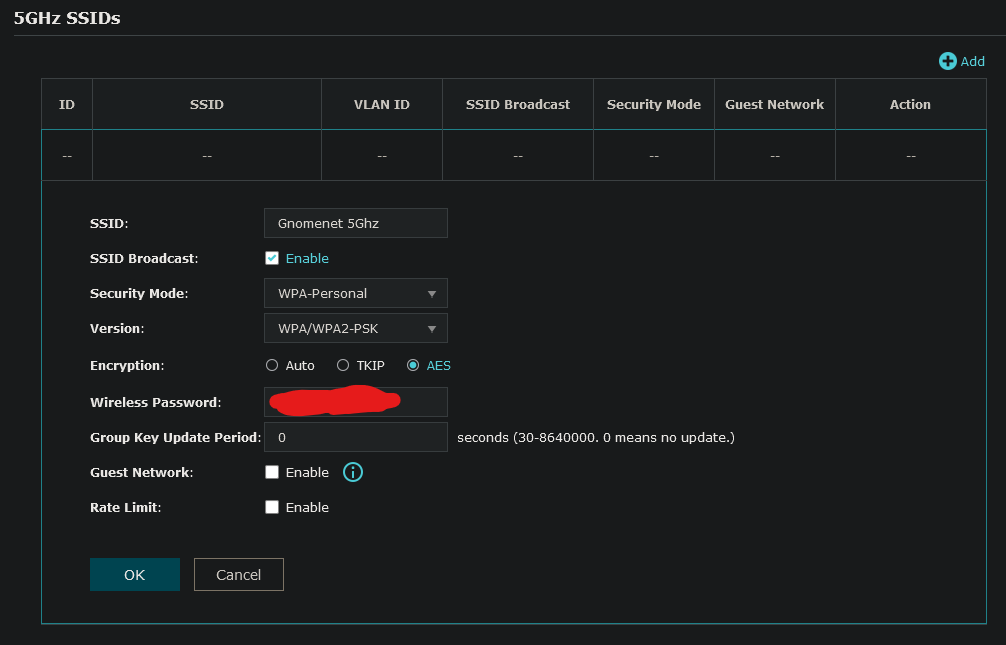 5GHz SSIDs
Add
ID SSID VLAN ID SSID Broadcast Security Mode Guest Network Action
-- -- -- -- -- -- --
SSID: Gnomenet 5Ghz
SSID Broadcast: Enable
Security Mode: WPA-Personal
Version: WPA/WPA2-PSK
Encryption: Auto TKIP AES
Wireless Password:
Group Key Update Period: 0 seconds (30-8640000. 0 means no update.)
Guest Network: Enable
Rate Limit: Enable
OK Cancel